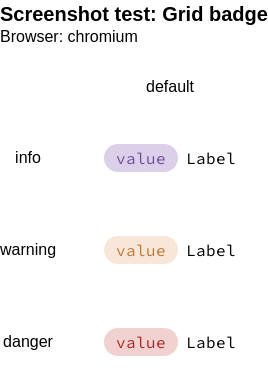 Screenshot test: Grid badge
Browser: chromium
default
info value Label
warning value Label
danger value Label